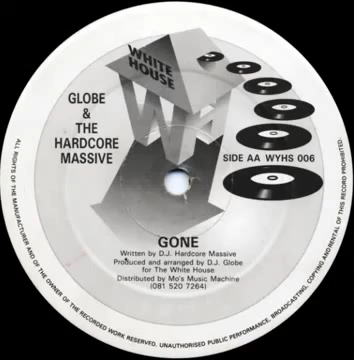 WHITE
HOUSE
WH
GLOBE
&
THE
HARDCORE
MASSIVE
SIDE AA WYHS 006
GONE
Written by D.J. Hardcore Massive
Produced and arranged by D.J. Globe
for The White House
Distributed by Mo's Music Machine
(081 520 7264)
ALL RIGHTS OF THE MANUFACTURER AND OF THE OWNER OF THE RECORDED WORK RESERVED. UNAUTHORISED PUBLIC PERFORMANCE, BROADCASTING, COPYING AND RENTAL OF THIS RECORD PROHIBITED.